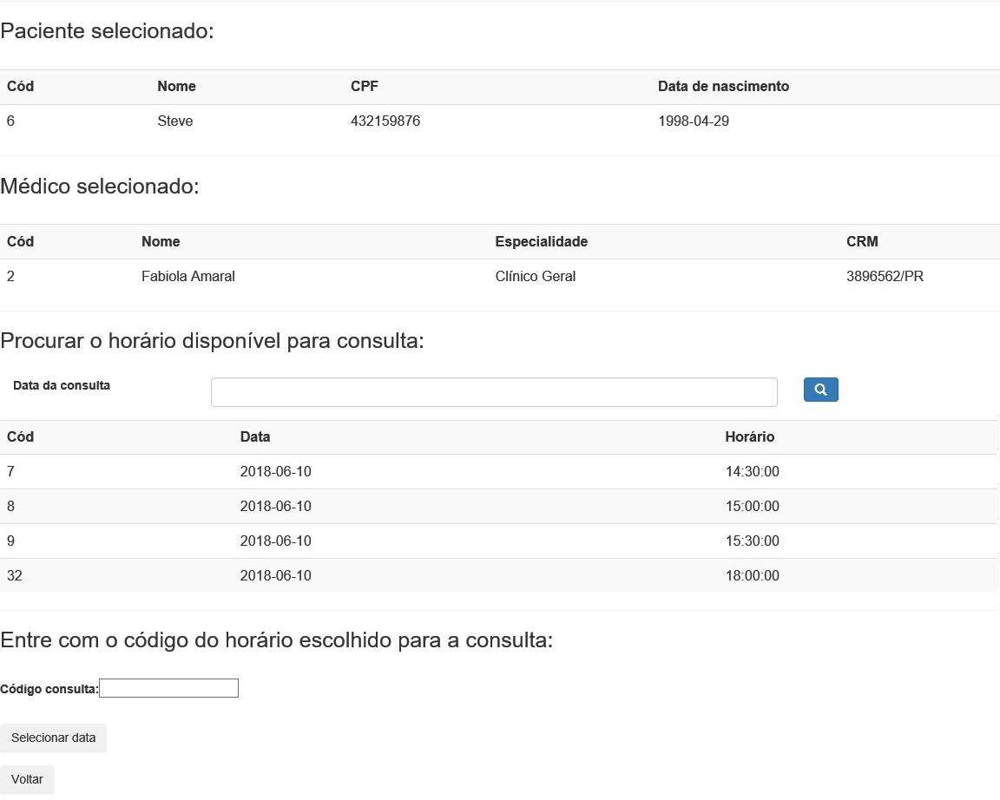 Paciente selecionado:
Cód Nome CPF Data de nascimento
6 Steve 432159876 1998-04-29
Médico selecionado:
Cód Nome Especialidade CRM
2 Fabiola Amaral Clínico Geral 3896562/PR
Procurar o horário disponível para consulta:
Data da consulta
Cód Data Horário
7 2018-06-10 14:30:00
8 2018-06-10 15:00:00
9 2018-06-10 15:30:00
32 2018-06-10 18:00:00
Entre com o código do horário escolhido para a consulta:
Código consulta:
Selecionar data
Voltar